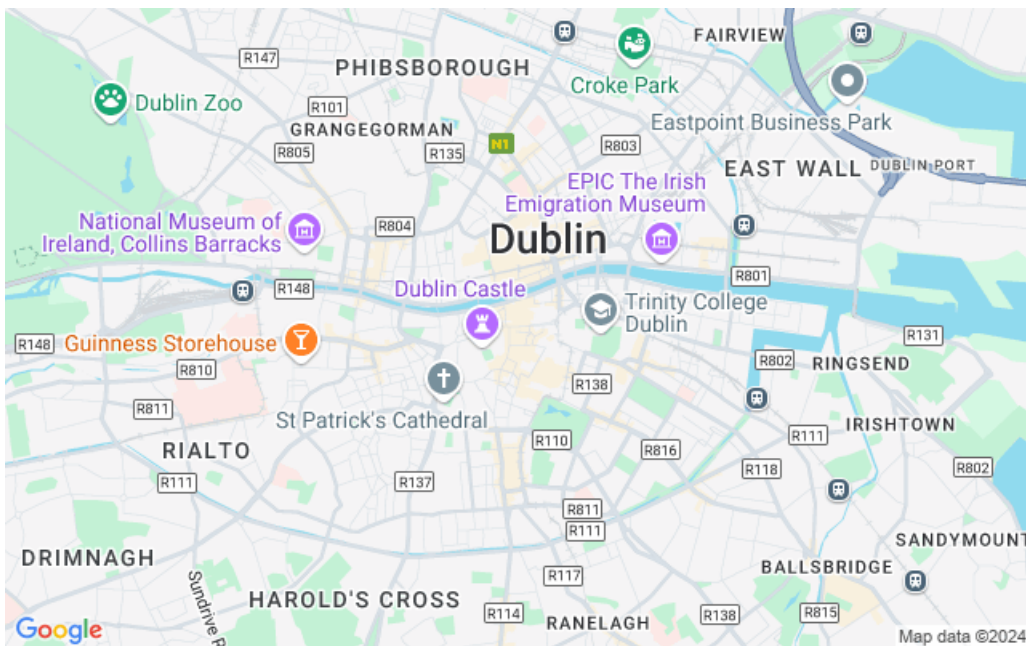 FAIRVIEW
R147
PHIBSBOROUGH
Croke Park
Dublin Zoo
R101
Eastpoint Business Park
GRANGEGORMAN
N1
R805
R135
R803
EAST WALL
DUBLIN PORT
EPIC The Irish
Emigration Museum
National Museum of
Ireland, Collins Barracks
R804
Dublin
R801
R148
Dublin Castle
Trinity College
Dublin
R148
Guinness Storehouse
R131
R802
RINGSEND
R810
R138
R811
St Patrick's Cathedral
IRISHTOWN
R110
R111
RIALTO
R816
R118
R802
R111
R137
R811
R111
SANDYMOUNT
DRIMNAGH
BALLSBRIDGE
R117
Sundrive R
HAROLD'S CROSS
R114
RANELAGH
R138
R815
Google
Map data ©2024